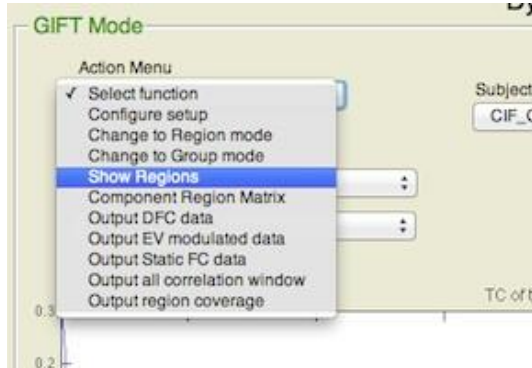 Dy
GIFT Mode
Action Menu
Subject
✓ Select function
CIF_C
Configure setup
Change to Region mode
Change to Group mode
Show Regions
Component Region Matrix
Output DFC data
Output EV modulated data
Output Static FC data
Output all correlation window
Output region coverage
TC of t
0.3
0.2